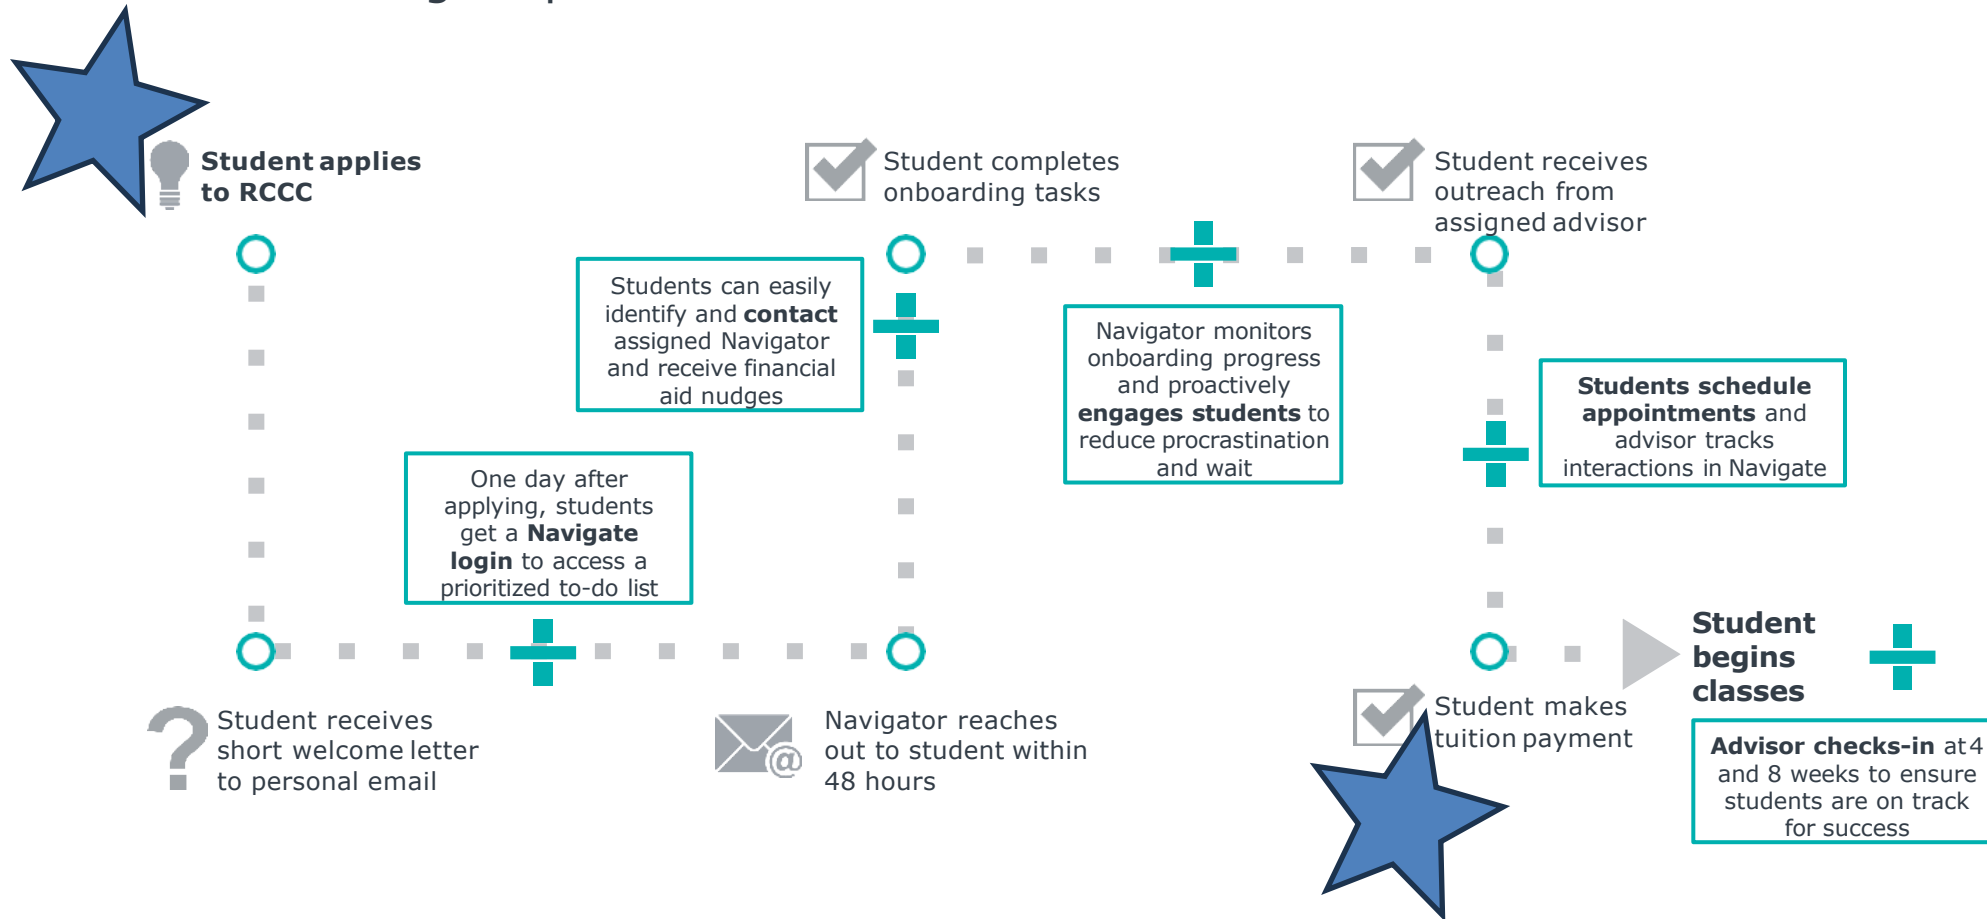 Student applies
to RCCC
Student completes
onboarding tasks
Student receives
outreach from
assigned advisor
Students can easily
identify and contact
assigned Navigator
and receive financial
aid nudges
Navigator monitors
onboarding progress
and proactively
engages students to
reduce procrastination
and wait
Students schedule
appointments and
advisor tracks
interactions in Navigate
One day after
applying, students
get a Navigate
login to access a
prioritized to-do list
Student
begins
classes
Student receives
short welcome letter
to personal email
Navigator reaches
out to student within
48 hours
Student makes
tuition payment
Advisor checks-in at 4
and 8 weeks to ensure
students are on track
for success